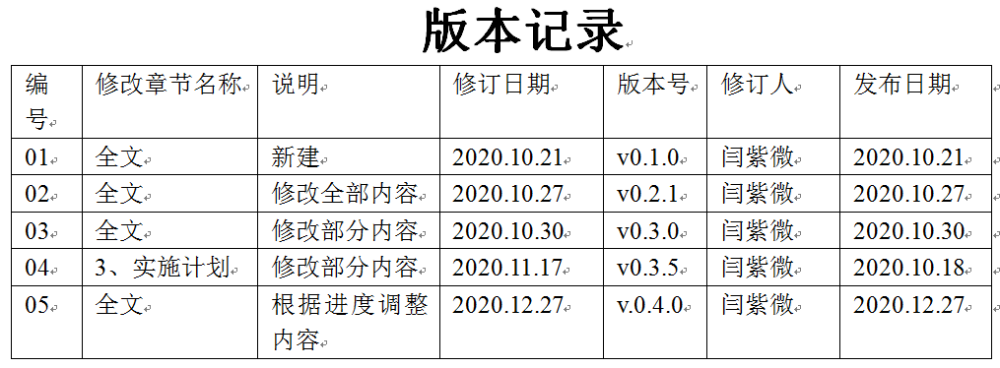 版本记录
编号 修改章节名称 说明 修订日期 版本号 修订人 发布日期
01 全文 新建 2020.10.21 v0.1.0 闫紫微 2020.10.21
02 全文 修改全部内容 2020.10.27 v0.2.1 闫紫微 2020.10.27
03 全文 修改部分内容 2020.10.30 v0.3.0 闫紫微 2020.10.30
04 3、实施计划 修改部分内容 2020.11.17 v0.3.5 闫紫微 2020.10.18
05 全文 根据进度调整内容 2020.12.27 v.0.4.0 闫紫微 2020.12.27